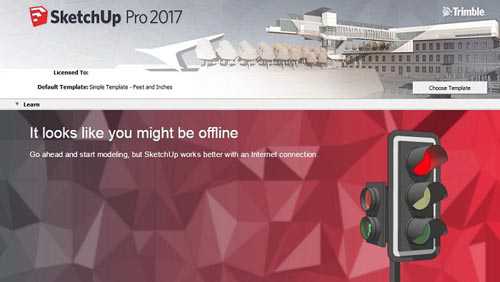 SketchUp Pro 2017
Trimble
Licensed To:
Default Template: Simple Template - Feet and Inches
Choose Template
Learn
It looks like you might be offline
Go ahead and start modeling, but SketchUp works better with an Internet connection.